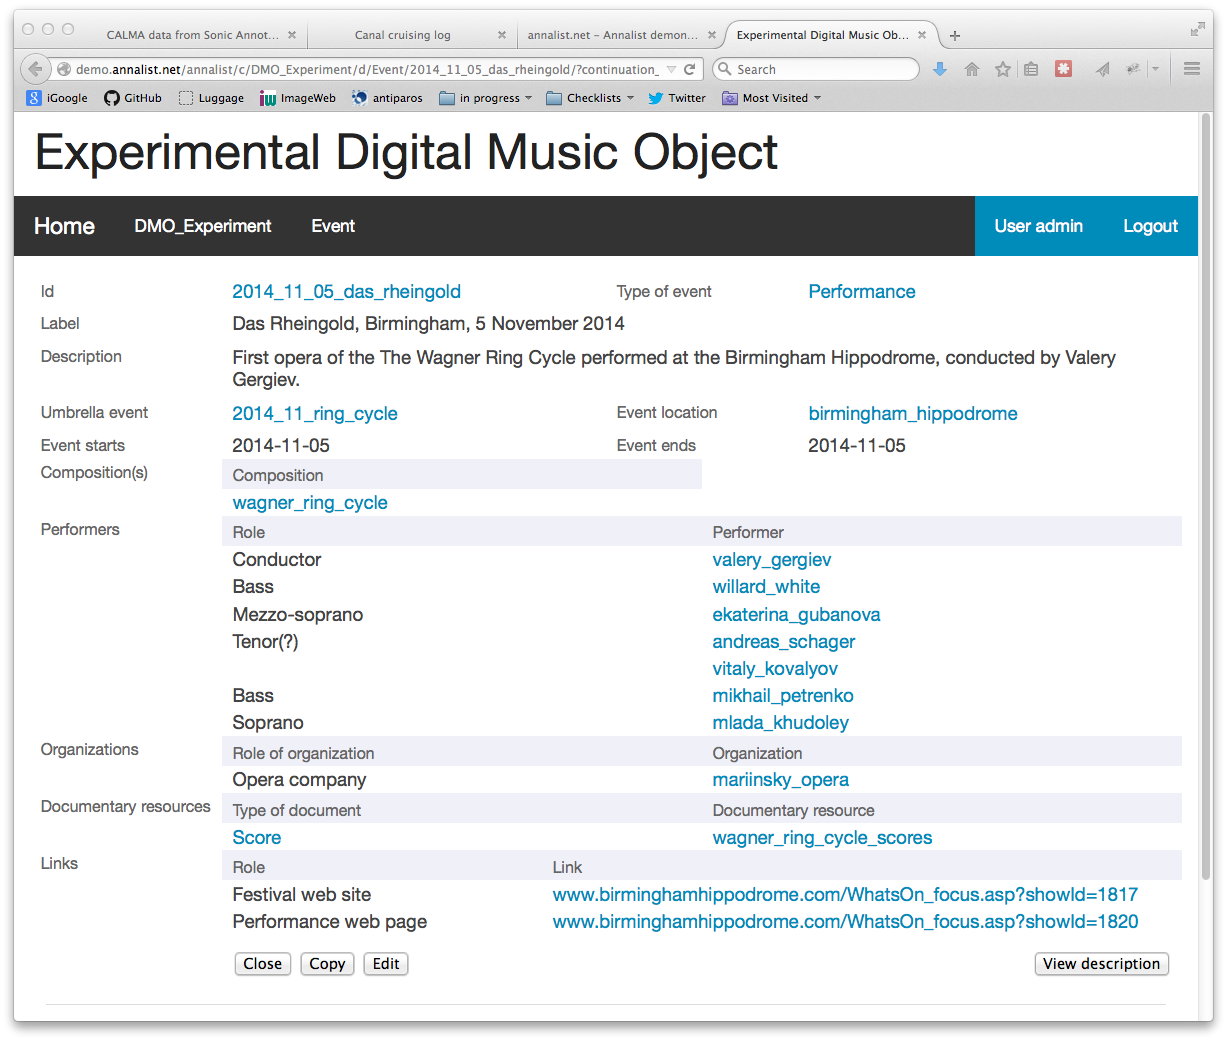 CALMA data from Sonic Annot... Canal cruising log annalist.net – Annalist demon... Experimental Digital Music Ob...
demo.annalist.net/annalist/c/DMO_Experiment/d/Event/2014_11_05_das_rheingold/?continuation_ Search
iGoogle GitHub Luggage ImageWeb antiparos in progress Checklists Twitter Most Visited
Experimental Digital Music Object
Home DMO_Experiment Event User admin Logout
Id 2014_11_05_das_rheingold Type of event Performance
Label Das Rheingold, Birmingham, 5 November 2014
Description First opera of the The Wagner Ring Cycle performed at the Birmingham Hippodrome, conducted by Valery
Gergiev.
Umbrella event 2014_11_ring_cycle Event location birmingham_hippodrome
Event starts 2014-11-05 Event ends 2014-11-05
Composition(s) Composition
wagner_ring_cycle
Performers Role Performer
Conductor valery_gergiev
Bass willard_white
Mezzo-soprano ekaterina_gubanova
Tenor(?) andreas_schager
vitaly_kovalyov
Bass mikhail_petrenko
Soprano mlada_khudoley
Organizations Role of organization Organization
Opera company mariinsky_opera
Documentary resources Type of document Documentary resource
Score wagner_ring_cycle_scores
Links Role Link
Festival web site www.birminghamhippodrome.com/WhatsOn_focus.asp?showId=1817
Performance web page www.birminghamhippodrome.com/WhatsOn_focus.asp?showId=1820
Close Copy Edit View description